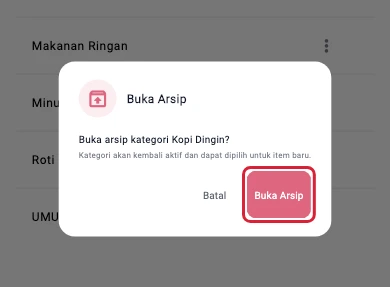 Makanan Ringan
Buka Arsip
Minu
Buka arsip kategori Kopi Dingin?
Kategori akan kembali aktif dan dapat dipilih untuk item baru.
Roti
Batal
Buka Arsip
UMU